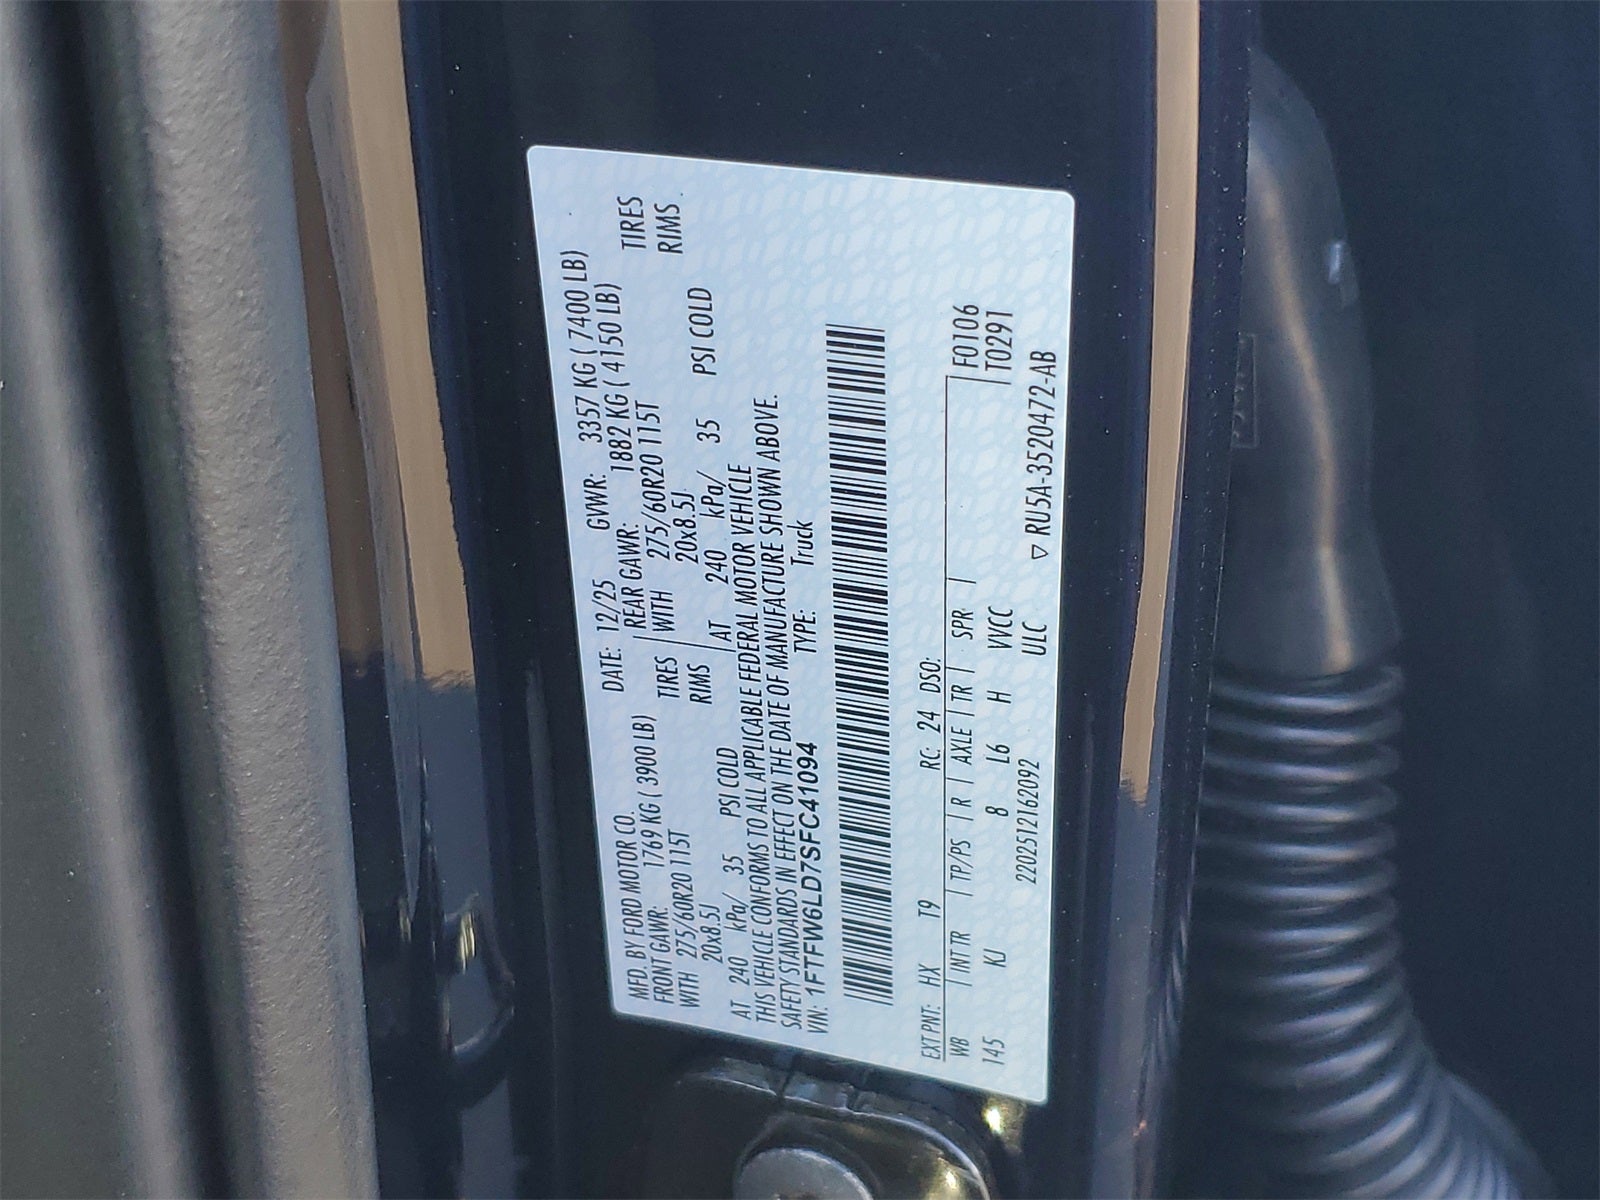 MFD. BY FORD MOTOR CO. DATE: 12/25 GVWR: 3357 KG ( 7400 LB)
FRONT GAWR: 1769 KG ( 3900 LB) REAR GAWR: 1882 KG ( 4150 LB)
WITH 275/60R20 115T TIRES WITH 275/60R20 115T TIRES
20x8.5J RIMS 20x8.5J RIMS
AT 240 kPa/ 35 PSI COLD AT 240 kPa/ 35 PSI COLD
THIS VEHICLE CONFORMS TO ALL APPLICABLE FEDERAL MOTOR VEHICLE
SAFETY STANDARDS IN EFFECT ON THE DATE OF MANUFACTURE SHOWN ABOVE.
VIN: 1FTFW6LD7SFC41094 TYPE: Truck
EXT PNT: HX T9 RC: 24 DSO: F0106
WB INT TR TP/PS R AXLE TR SPR T0291
145 KJ 8 L6 H VVCC
2202512162092 ULC ▽ RU5A-3520472-AB